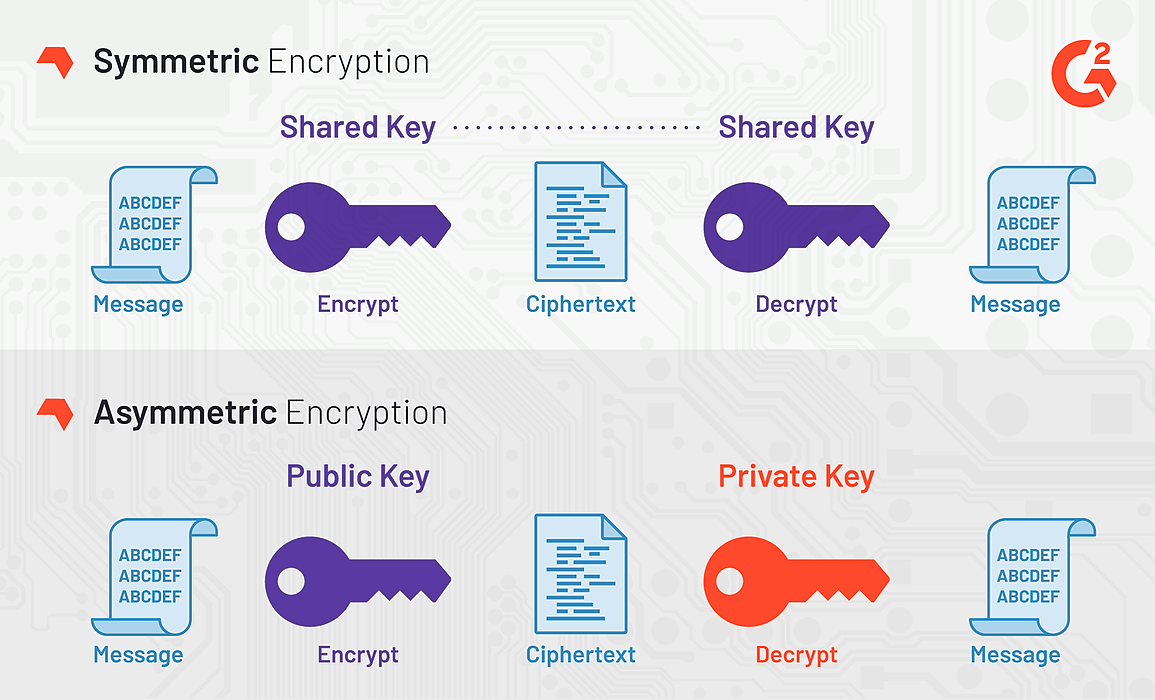 Symmetric Encryption
G2
Shared Key Shared Key
ABCDEF
ABCDEF
ABCDEF
ABCDEF
ABCDEF
ABCDEF
Message Encrypt Ciphertext Decrypt Message
Asymmetric Encryption
Public Key Private Key
ABCDEF
ABCDEF
ABCDEF
ABCDEF
ABCDEF
ABCDEF
Message Encrypt Ciphertext Decrypt Message